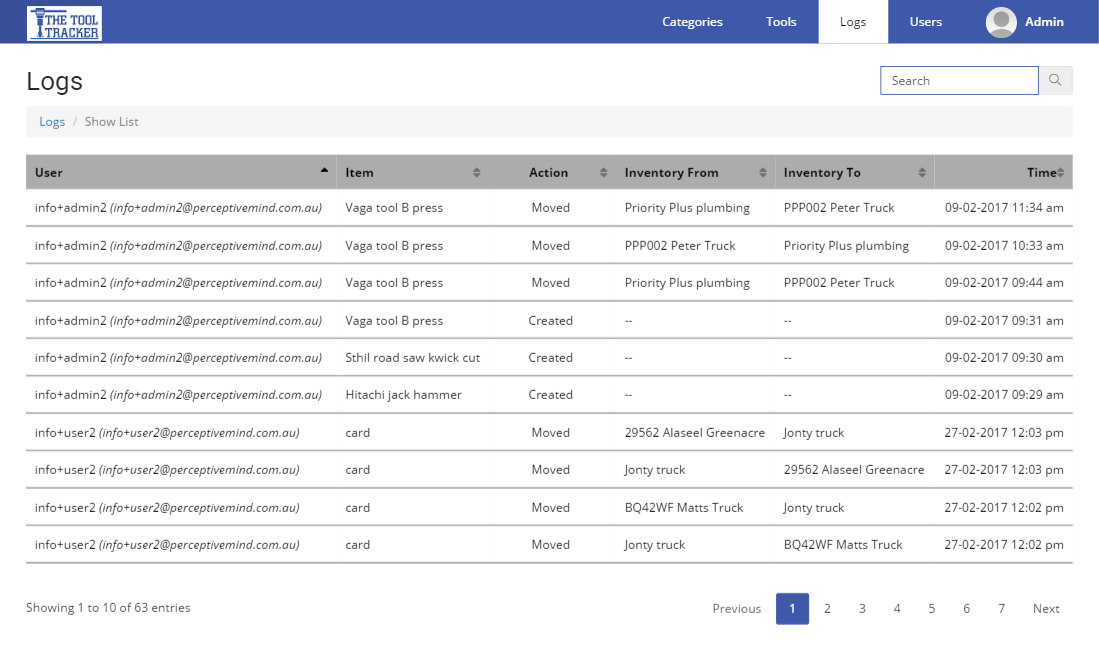 THE TOOL
TRACKER
Categories Tools Logs Users Admin
Logs
Search
Logs / Show List
User Item Action Inventory From Inventory To Time
info+admin2 (info+admin2@perceptivemind.com.au) Vaga tool B press Moved Priority Plus plumbing PPP002 Peter Truck 09-02-2017 11:34 am
info+admin2 (info+admin2@perceptivemind.com.au) Vaga tool B press Moved PPP002 Peter Truck Priority Plus plumbing 09-02-2017 10:33 am
info+admin2 (info+admin2@perceptivemind.com.au) Vaga tool B press Moved Priority Plus plumbing PPP002 Peter Truck 09-02-2017 09:44 am
info+admin2 (info+admin2@perceptivemind.com.au) Vaga tool B press Created -- -- 09-02-2017 09:31 am
info+admin2 (info+admin2@perceptivemind.com.au) Sthil road saw kwick cut Created -- -- 09-02-2017 09:30 am
info+admin2 (info+admin2@perceptivemind.com.au) Hitachi jack hammer Created -- -- 09-02-2017 09:29 am
info+user2 (info+user2@perceptivemind.com.au) card Moved 29562 Alaseel Greenacre Jonty truck 27-02-2017 12:03 pm
info+user2 (info+user2@perceptivemind.com.au) card Moved Jonty truck 29562 Alaseel Greenacre 27-02-2017 12:03 pm
info+user2 (info+user2@perceptivemind.com.au) card Moved BQ42WF Matts Truck Jonty truck 27-02-2017 12:02 pm
info+user2 (info+user2@perceptivemind.com.au) card Moved Jonty truck BQ42WF Matts Truck 27-02-2017 12:02 pm
Showing 1 to 10 of 63 entries Previous 1 2 3 4 5 6 7 Next